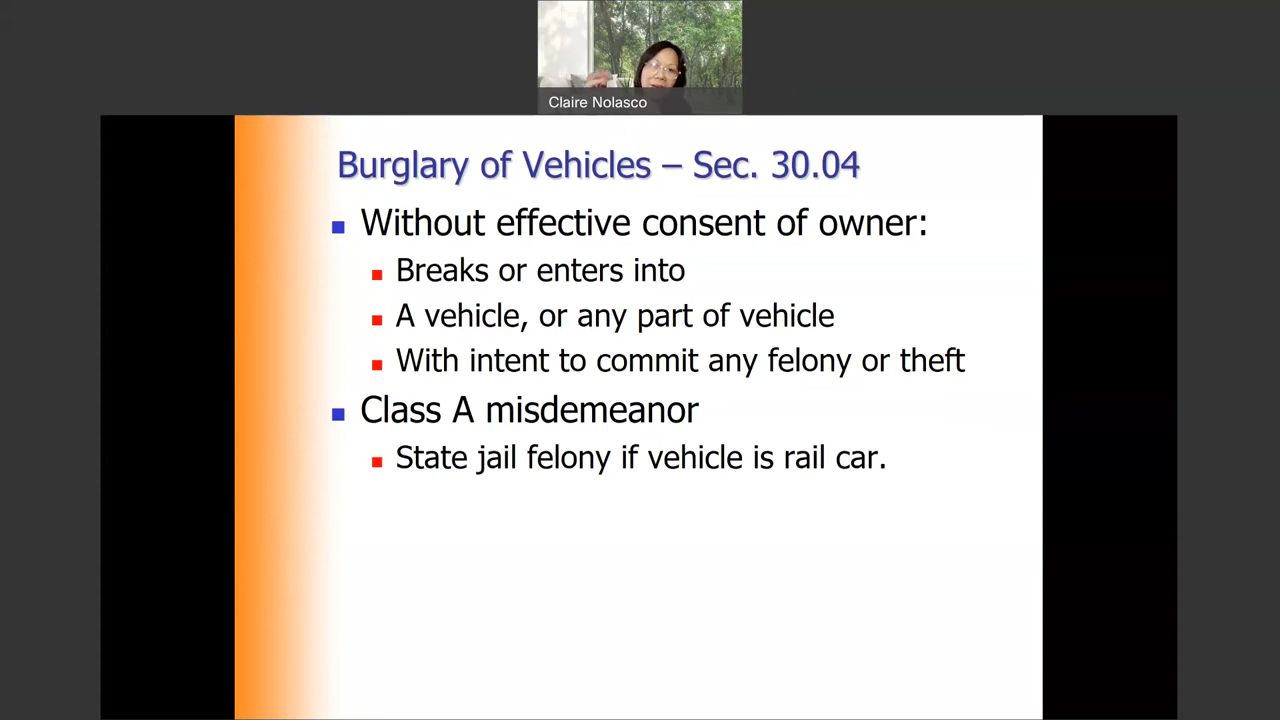 Claire Nolasco
Burglary of Vehicles – Sec. 30.04
Without effective consent of owner:
Breaks or enters into
A vehicle, or any part of vehicle
With intent to commit any felony or theft
Class A misdemeanor
State jail felony if vehicle is rail car.